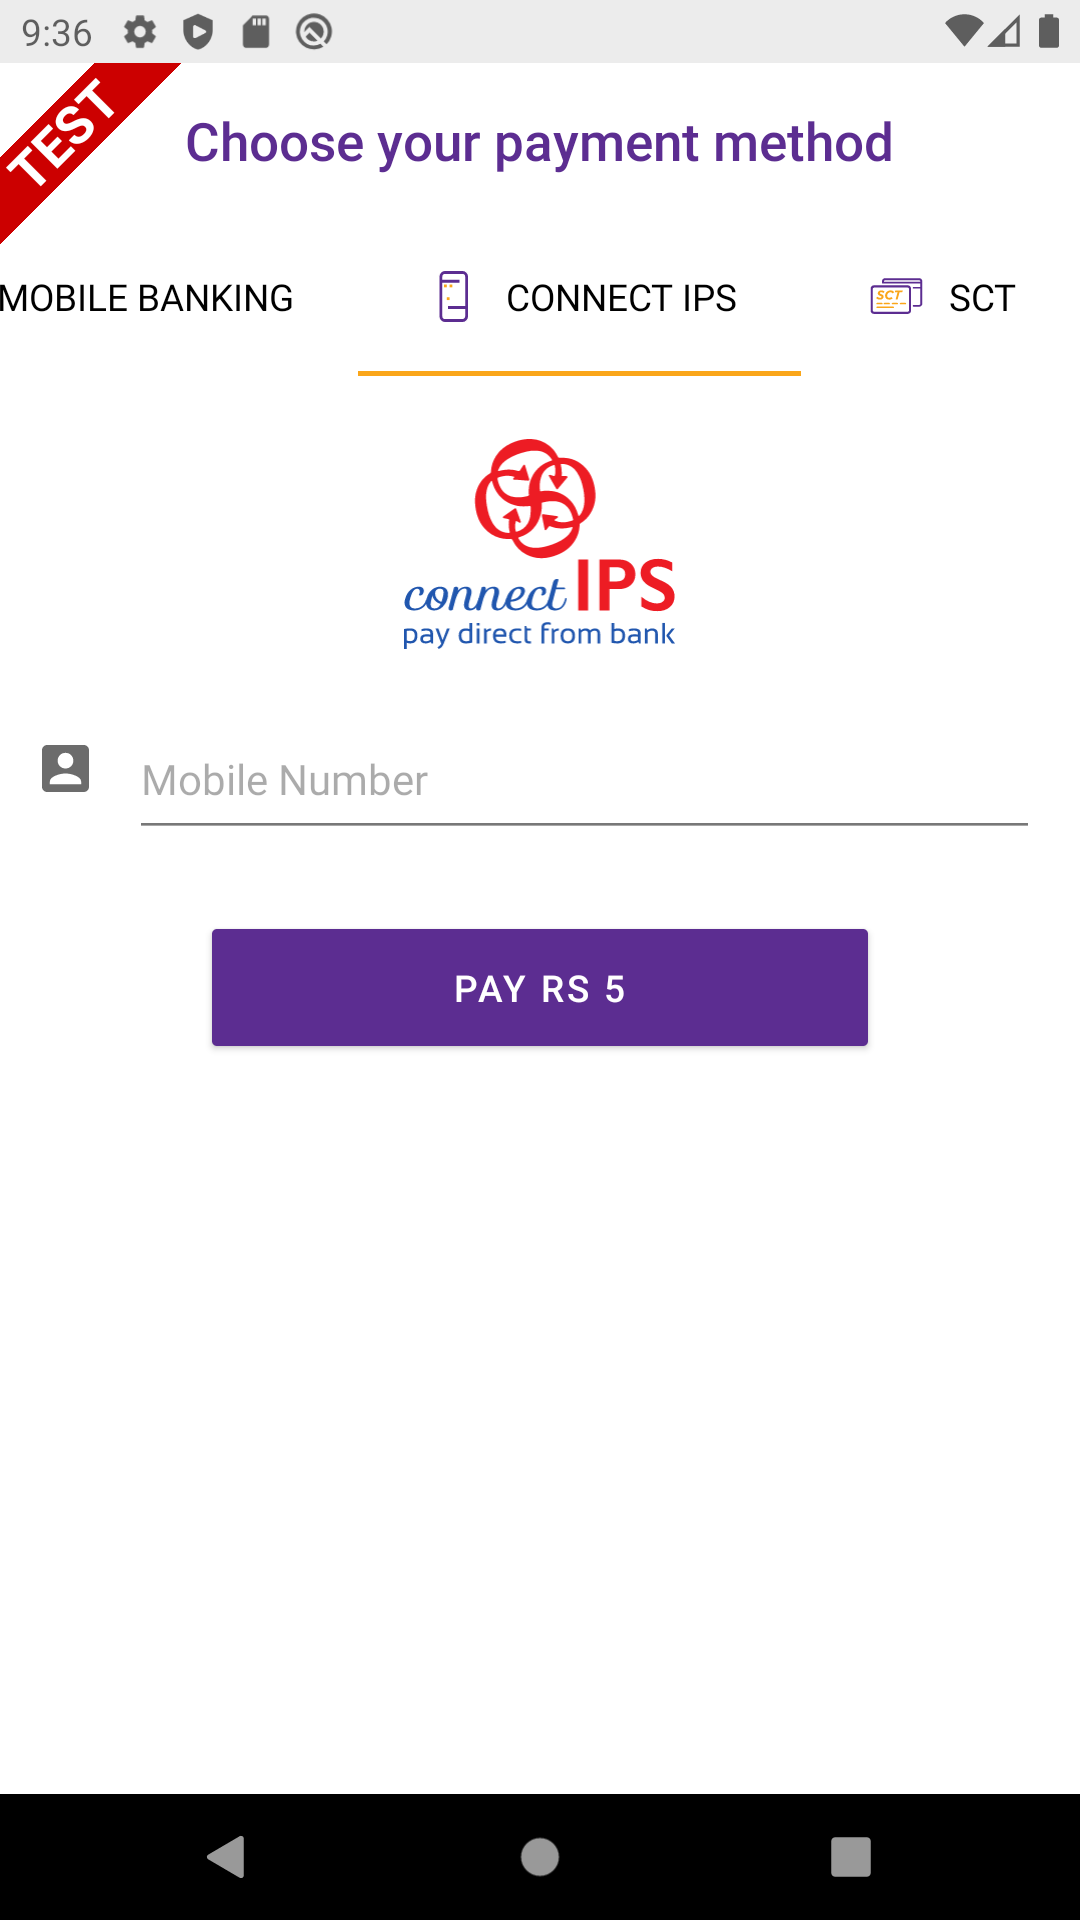 9:36
TEST
Choose your payment method
MOBILE BANKING
CONNECT IPS
SCT
SCT
connect IPS
pay direct from bank
Mobile Number
PAY RS 5